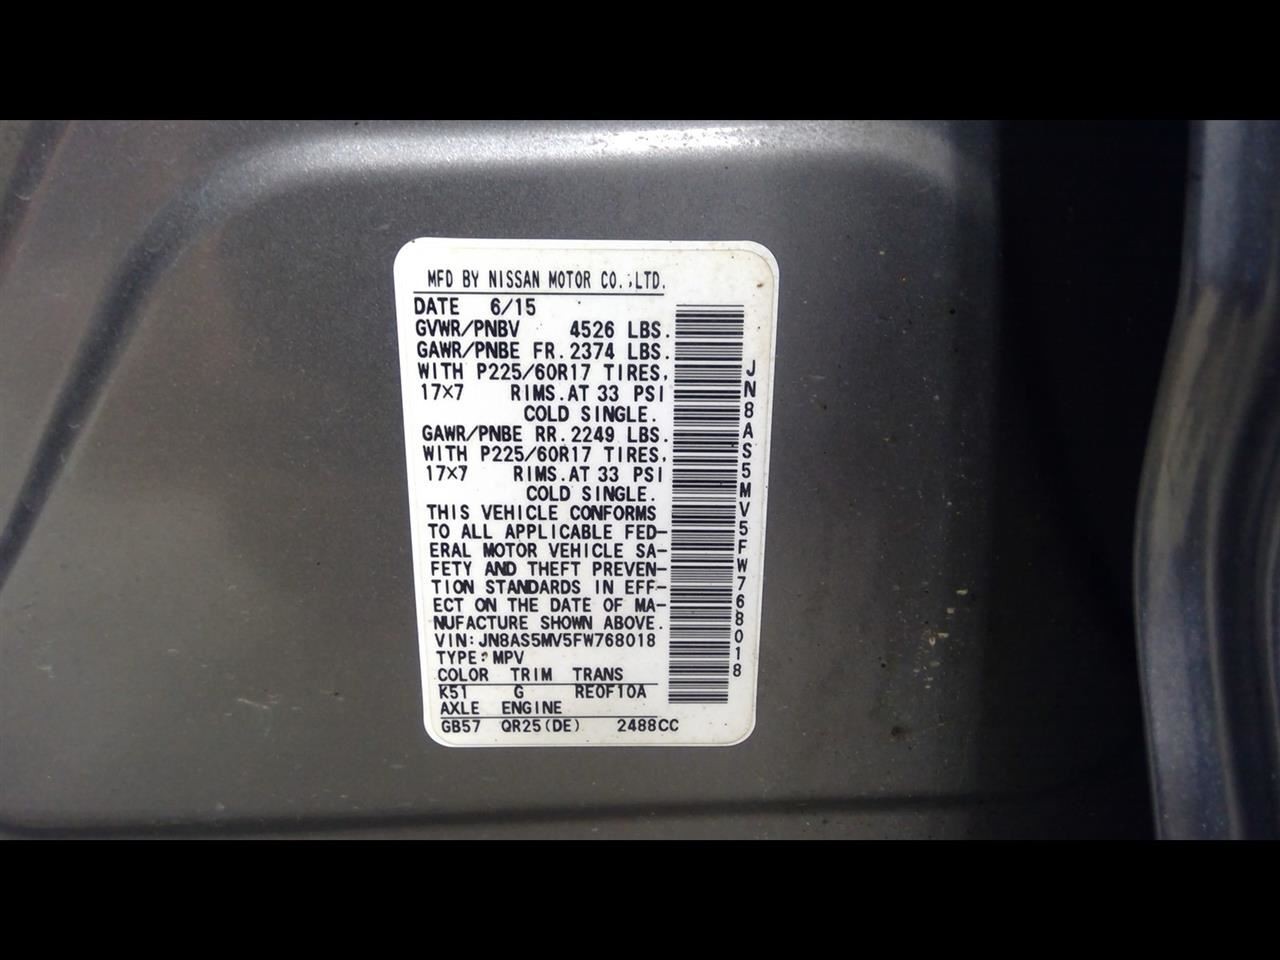 MFD BY NISSAN MOTOR CO.,LTD.
DATE 6/15
GVWR/PNBV 4526 LBS.
GAWR/PNBE FR. 2374 LBS.
WITH P225/60R17 TIRES,
17×7 RIMS.AT 33 PSI
COLD SINGLE.
GAWR/PNBE RR. 2249 LBS.
WITH P225/60R17 TIRES,
17×7 RIMS.AT 33 PSI
COLD SINGLE.
THIS VEHICLE CONFORMS
TO ALL APPLICABLE FED-
ERAL MOTOR VEHICLE SA-
FETY AND THEFT PREVEN-
TION STANDARDS IN EFF-
ECT ON THE DATE OF MA-
NUFACTURE SHOWN ABOVE.
VIN:JN8AS5MV5FW768018
TYPE:MPV
COLOR TRIM TRANS
K51 G RE0F10A
AXLE ENGINE
GB57 QR25(DE) 2488CC
JN8AS5MV5FW768018